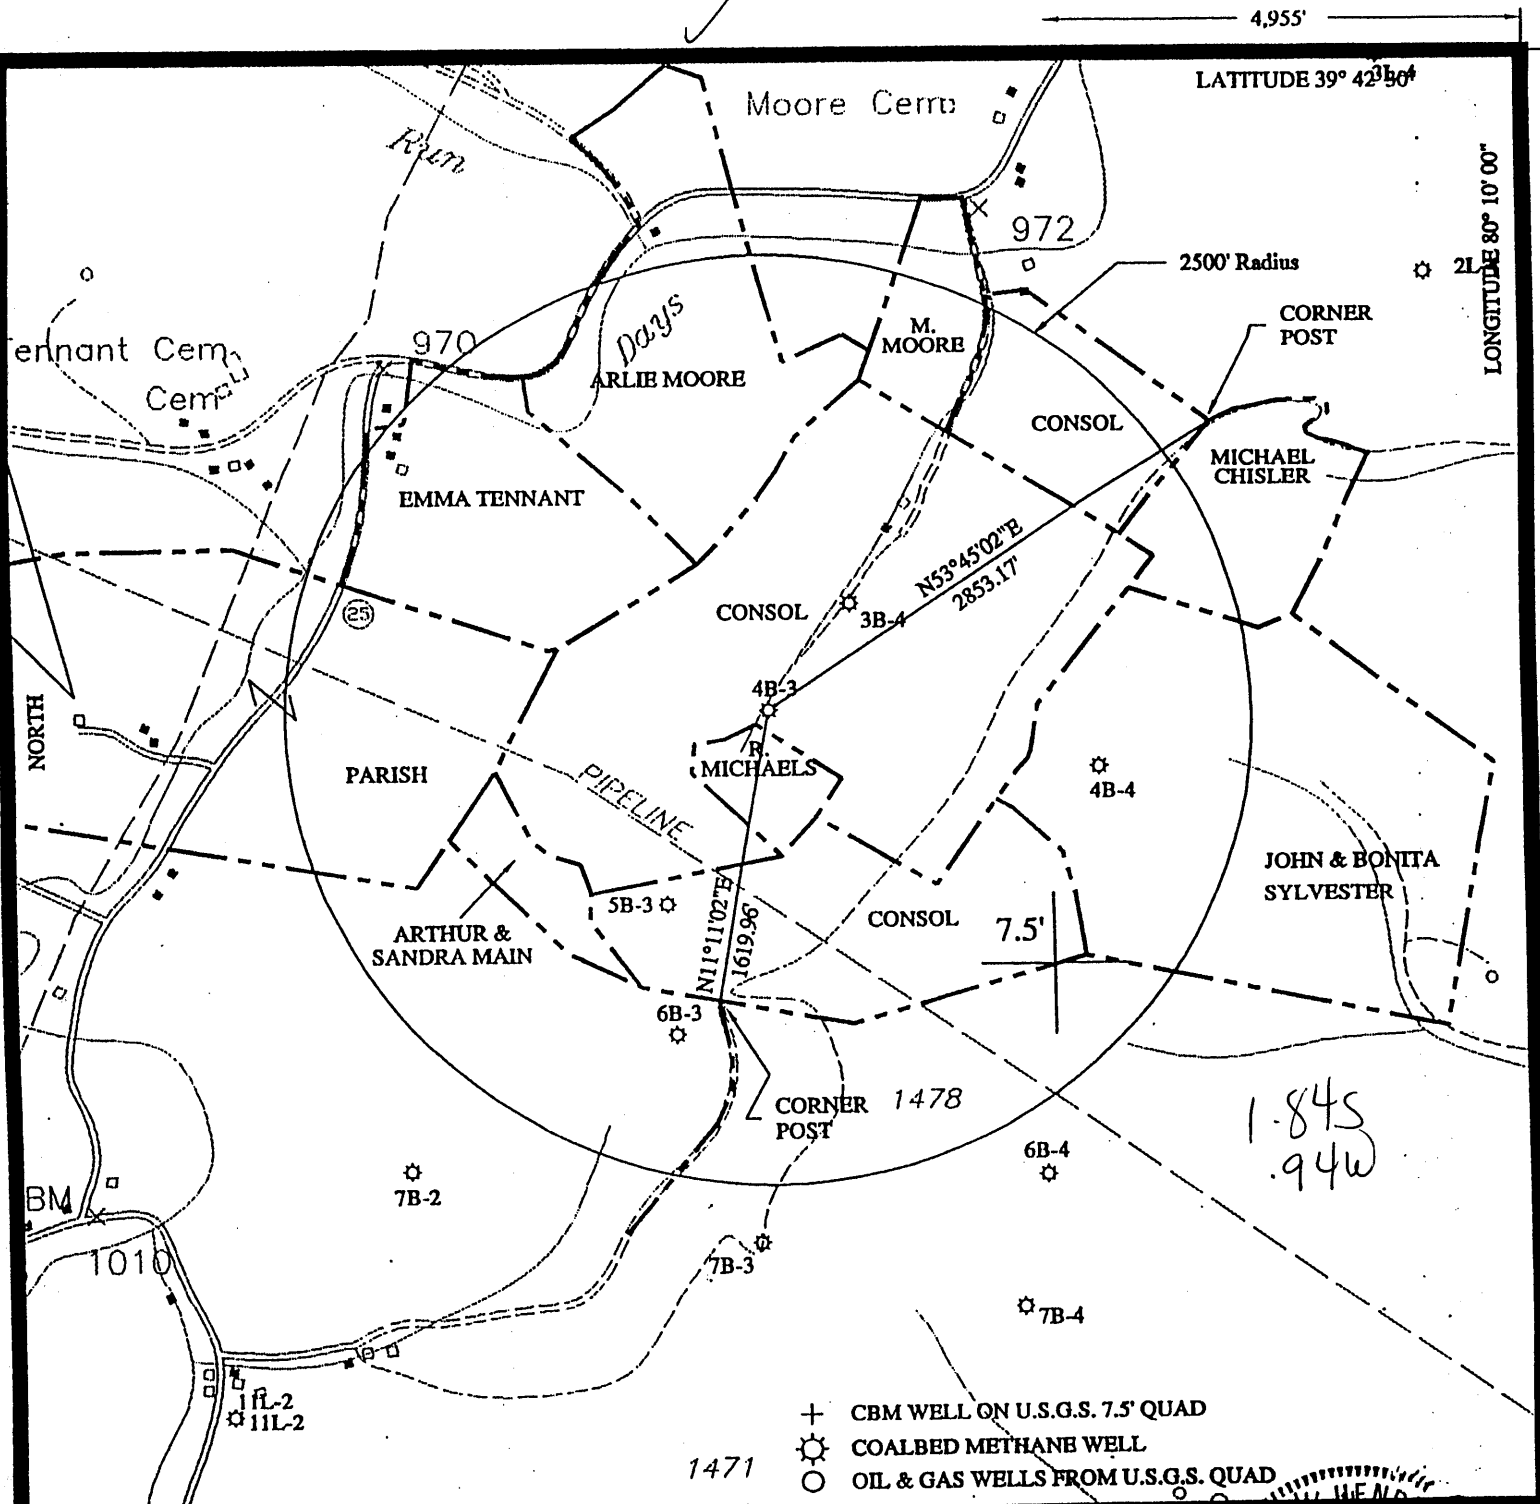 4,955'
LATITUDE 39° 42' 30"
3L-4
Moore Cem
Run
LONGITUDE 80° 10' 00"
972
2500' Radius
2L-
CORNER
POST
Days
M.
MOORE
970
ennant Cem
Cem
ARLIE MOORE
CONSOL
MICHAEL
CHISLER
EMMA TENNANT
N53°45'02"E
2853.17'
25
CONSOL
3B-4
4B-3
NORTH
R.
MICHAELS
PARISH
PIPELINE
4B-4
JOHN & BONITA
SYLVESTER
5B-3
N11°11'02"E
1619.96'
CONSOL
7.5'
ARTHUR &
SANDRA MAIN
6B-3
CORNER
POST
1478
1.84S
.94W
6B-4
7B-2
BM
1010
7B-3
7B-4
11L-2
11L-2
CBM WELL ON U.S.G.S. 7.5' QUAD
COALBED METHANE WELL
1471
OIL & GAS WELLS FROM U.S.G.S. QUAD